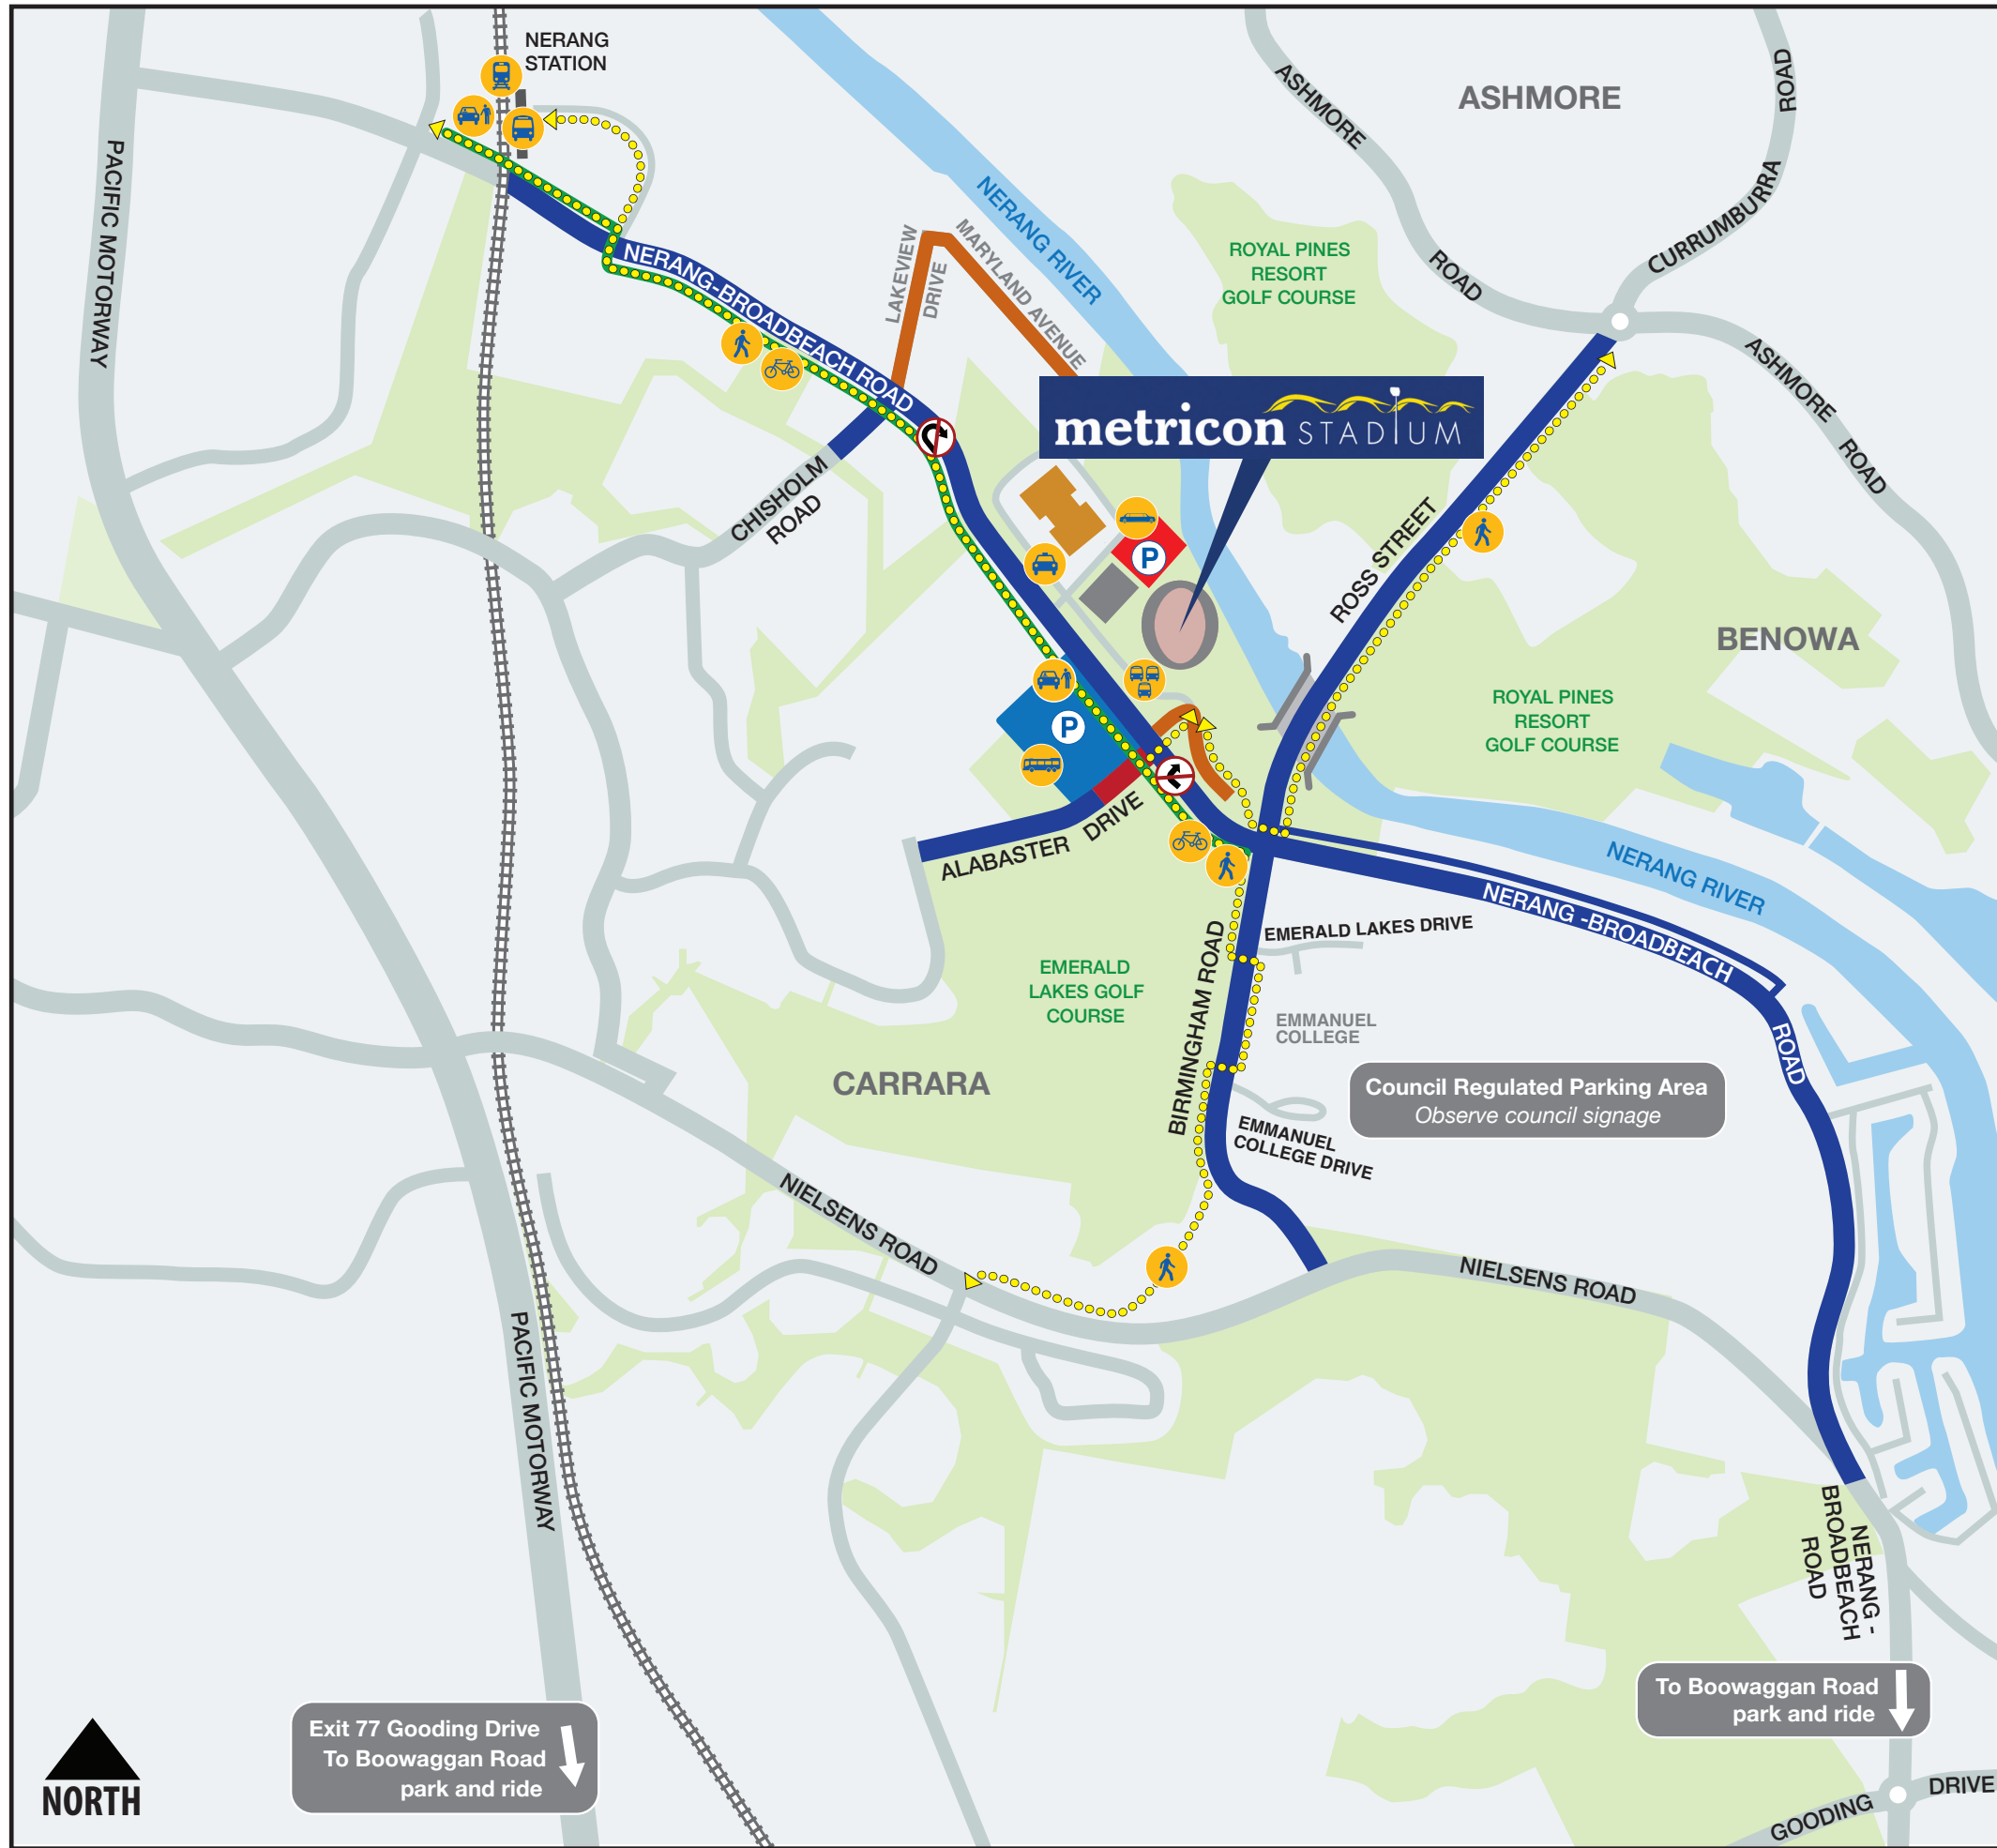 NERANG
STATION
ASHMORE
ROAD
ASHMORE
ROAD
CURRUMBURRA
ROAD
ASHMORE
ROAD
PACIFIC MOTORWAY
NERANG RIVER
ROYAL PINES
RESORT
GOLF COURSE
LAKEVIEW
DRIVE
MARYLAND AVENUE
NERANG-BROADBEACH ROAD
metricon STADIUM
CHISHOLM
ROAD
P
ROSS STREET
BENOWA
ROYAL PINES
RESORT
GOLF COURSE
P
ALABASTER DRIVE
NERANG RIVER
NERANG -BROADBEACH
ROAD
EMERALD LAKES DRIVE
BIRMINGHAM ROAD
EMERALD
LAKES GOLF
COURSE
EMMANUEL
COLLEGE
CARRARA
Council Regulated Parking Area
Observe council signage
EMMANUEL
COLLEGE DRIVE
NIELSENS ROAD
NIELSENS ROAD
PACIFIC MOTORWAY
NERANG -
BROADBEACH
ROAD
To Boowaggan Road
park and ride
Exit 77 Gooding Drive
To Boowaggan Road
park and ride
NORTH
GOODING
DRIVE